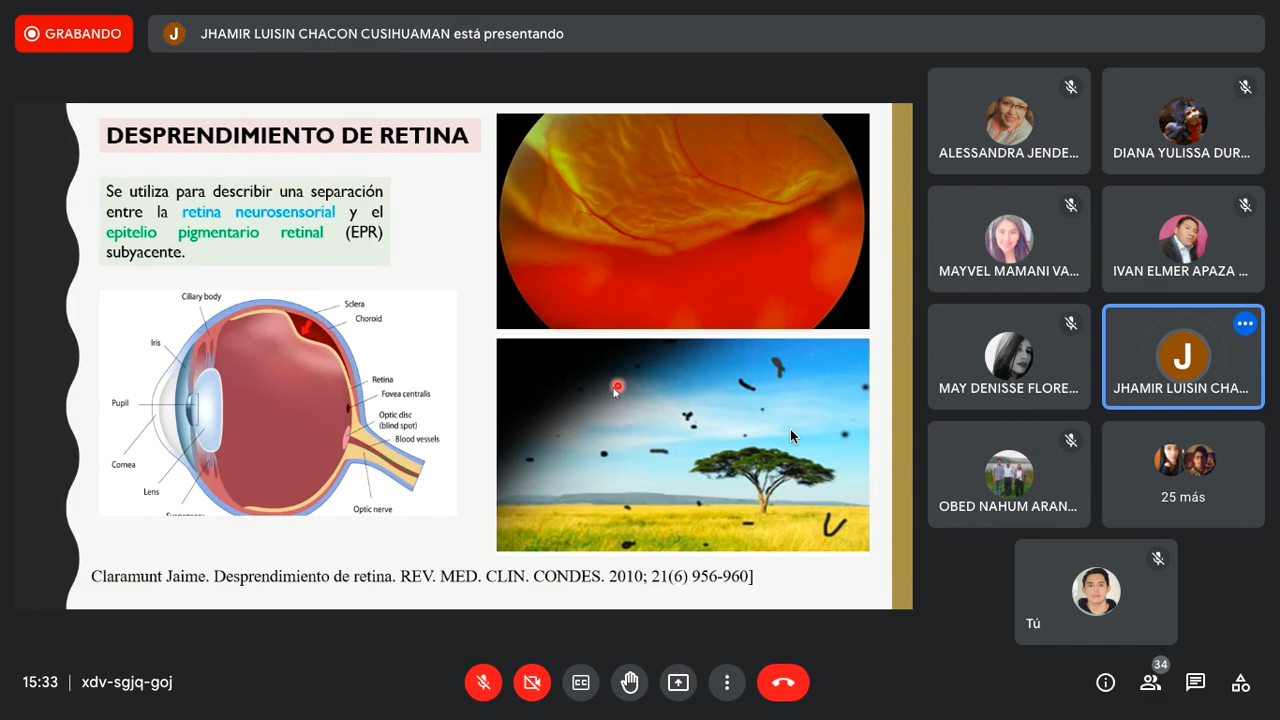 GRABANDO
J JHAMIR LUISIN CHACON CUSIHUAMAN está presentando
DESPRENDIMIENTO DE RETINA
Se utiliza para describir una separación
entre la retina neurosensorial y el
epitelio pigmentario retinal (EPR)
subyacente.
Ciliary body
Sclera
Choroid
Iris
Retina
Pupil
Fovea centralis
Optic disc
(blind spot)
Blood vessels
Cornea
Lens
Optic nerve
Claramunt Jaime. Desprendimiento de retina. REV. MED. CLIN. CONDES. 2010; 21(6) 956-960]
ALESSANDRA JENDE...
DIANA YULISSA DUR...
MAYVEL MAMANI VA...
IVAN ELMER APAZA ...
MAY DENISSE FLORE...
J
JHAMIR LUISIN CHA...
OBED NAHUM ARAN...
25 más
Tú
15:33 | xdv-sgjq-goj
CC
34